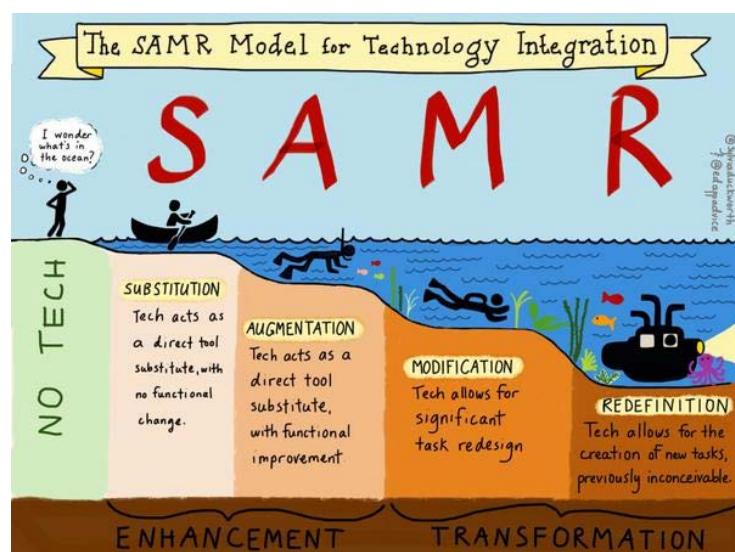 The SAMR Model for Technology Integration
S A M R
I wonder
what's in
the ocean?
@sylviaduckworth
@edappadvice
NO TECH
SUBSTITUTION
Tech acts as
a direct tool
substitute, with
no functional
change.
AUGMENTATION
Tech acts as a
direct tool
substitute,
with functional
improvement
MODIFICATION
Tech allows for
significant
task redesign
REDEFINITION
Tech allows for the
creation of new tasks,
previously inconceivable.
ENHANCEMENT
TRANSFORMATION